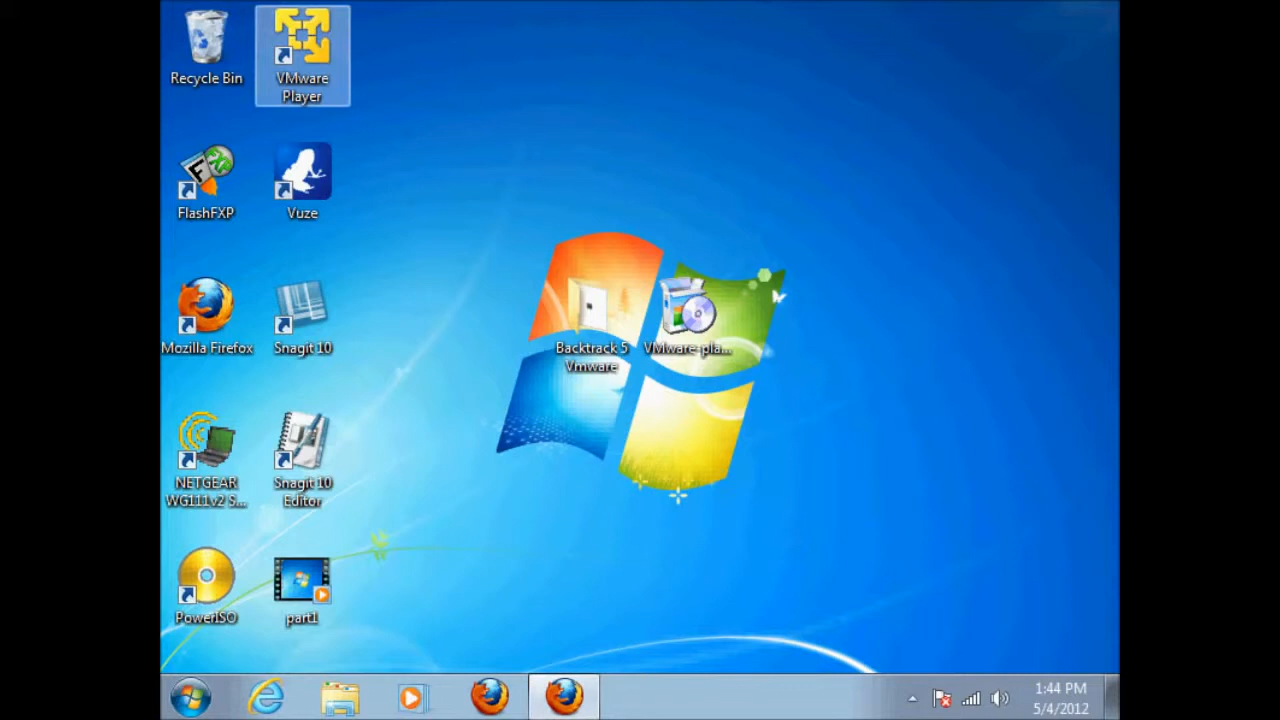 Recycle Bin
VMware
Player
FlashFXP
Vuze
Mozilla Firefox
Snagit 10
NETGEAR
WG111v2 S...
Snagit 10
Editor
PowerISO
part1
Backtrack 5
Vmware
VMware-pla...
1:44 PM
5/4/2012